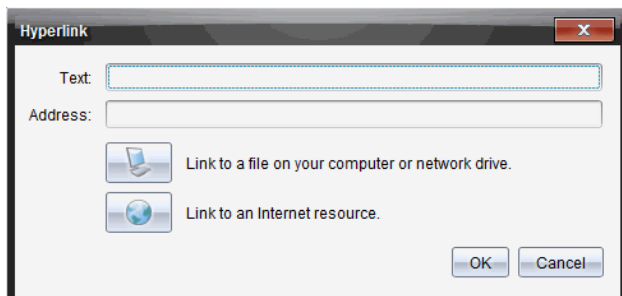 Hyperlink
Text:
Address:
Link to a file on your computer or network drive.
Link to an Internet resource.
OK Cancel